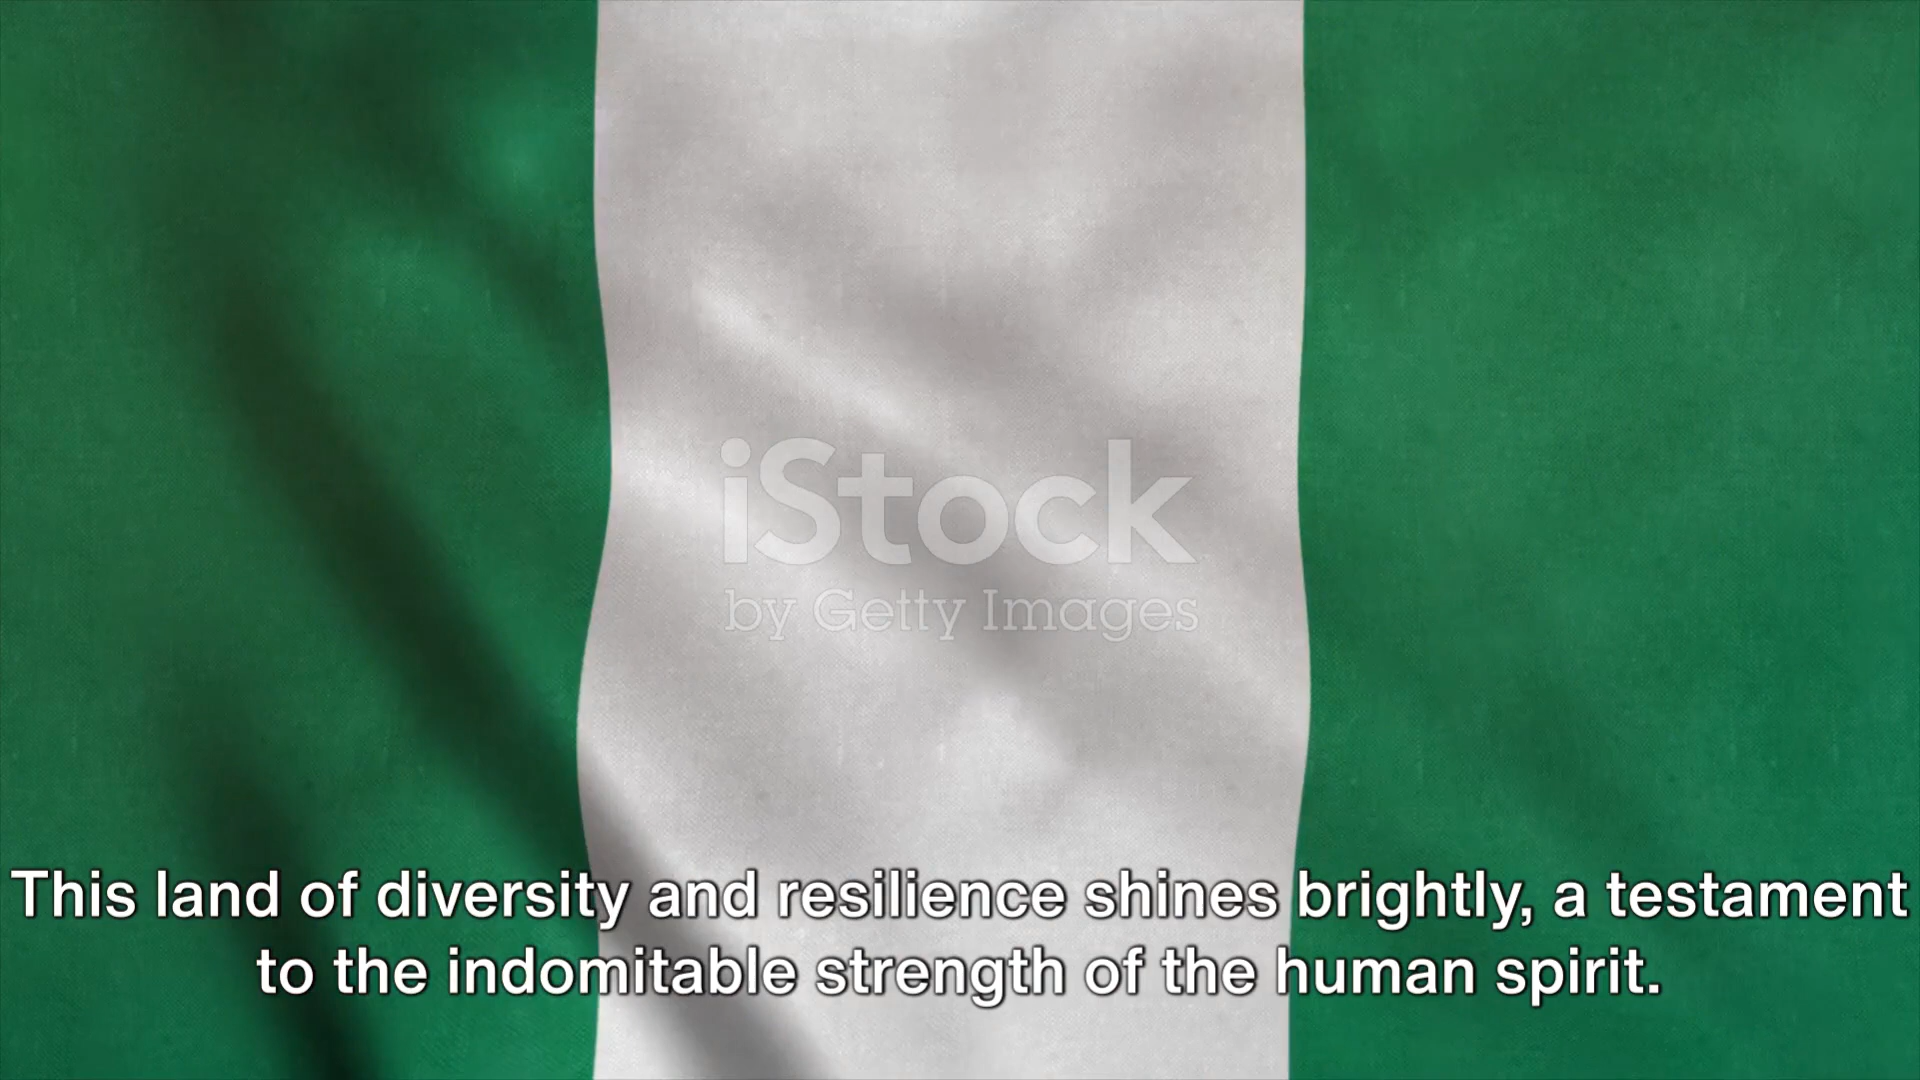 iStock
by Getty Images
This land of diversity and resilience shines brightly, a testament
to the indomitable strength of the human spirit.